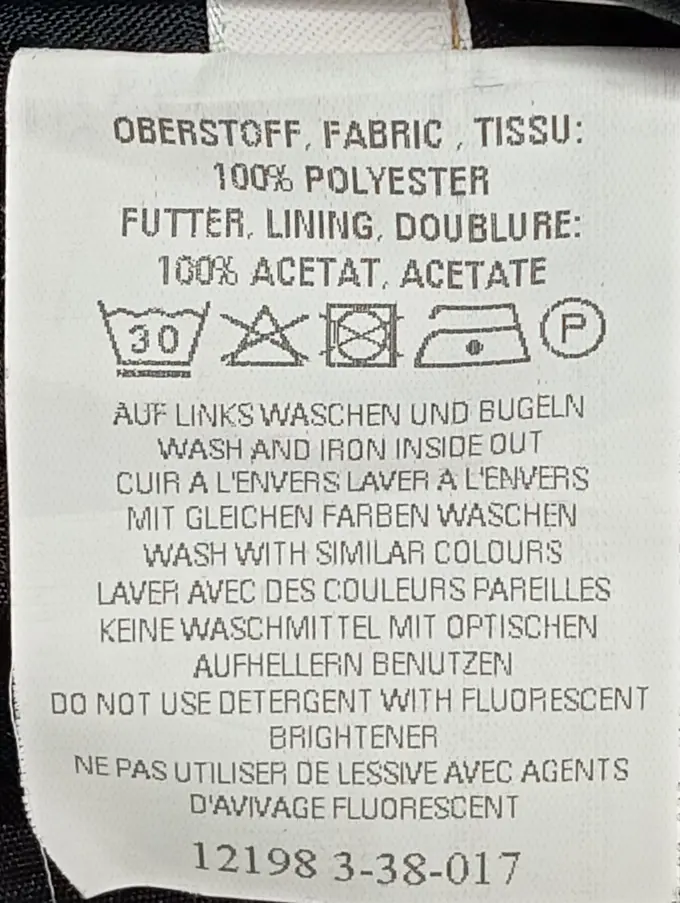 OBERSTOFF, FABRIC, TISSU:
100% POLYESTER
FUTTER, LINING, DOUBLURE:
100% ACETAT, ACETATE
30 P
AUF LINKS WASCHEN UND BUGELN
WASH AND IRON INSIDE OUT
CUIR A L'ENVERS LAVER A L'ENVERS
MIT GLEICHEN FARBEN WASCHEN
WASH WITH SIMILAR COLOURS
LAVER AVEC DES COULEURS PAREILLES
KEINE WASCHMITTEL MIT OPTISCHEN
AUFHELLERN BENUTZEN
DO NOT USE DETERGENT WITH FLUORESCENT
BRIGHTENER
NE PAS UTILISER DE LESSIVE AVEC AGENTS
D'AVIVAGE FLUORESCENT
12198 3-38-017